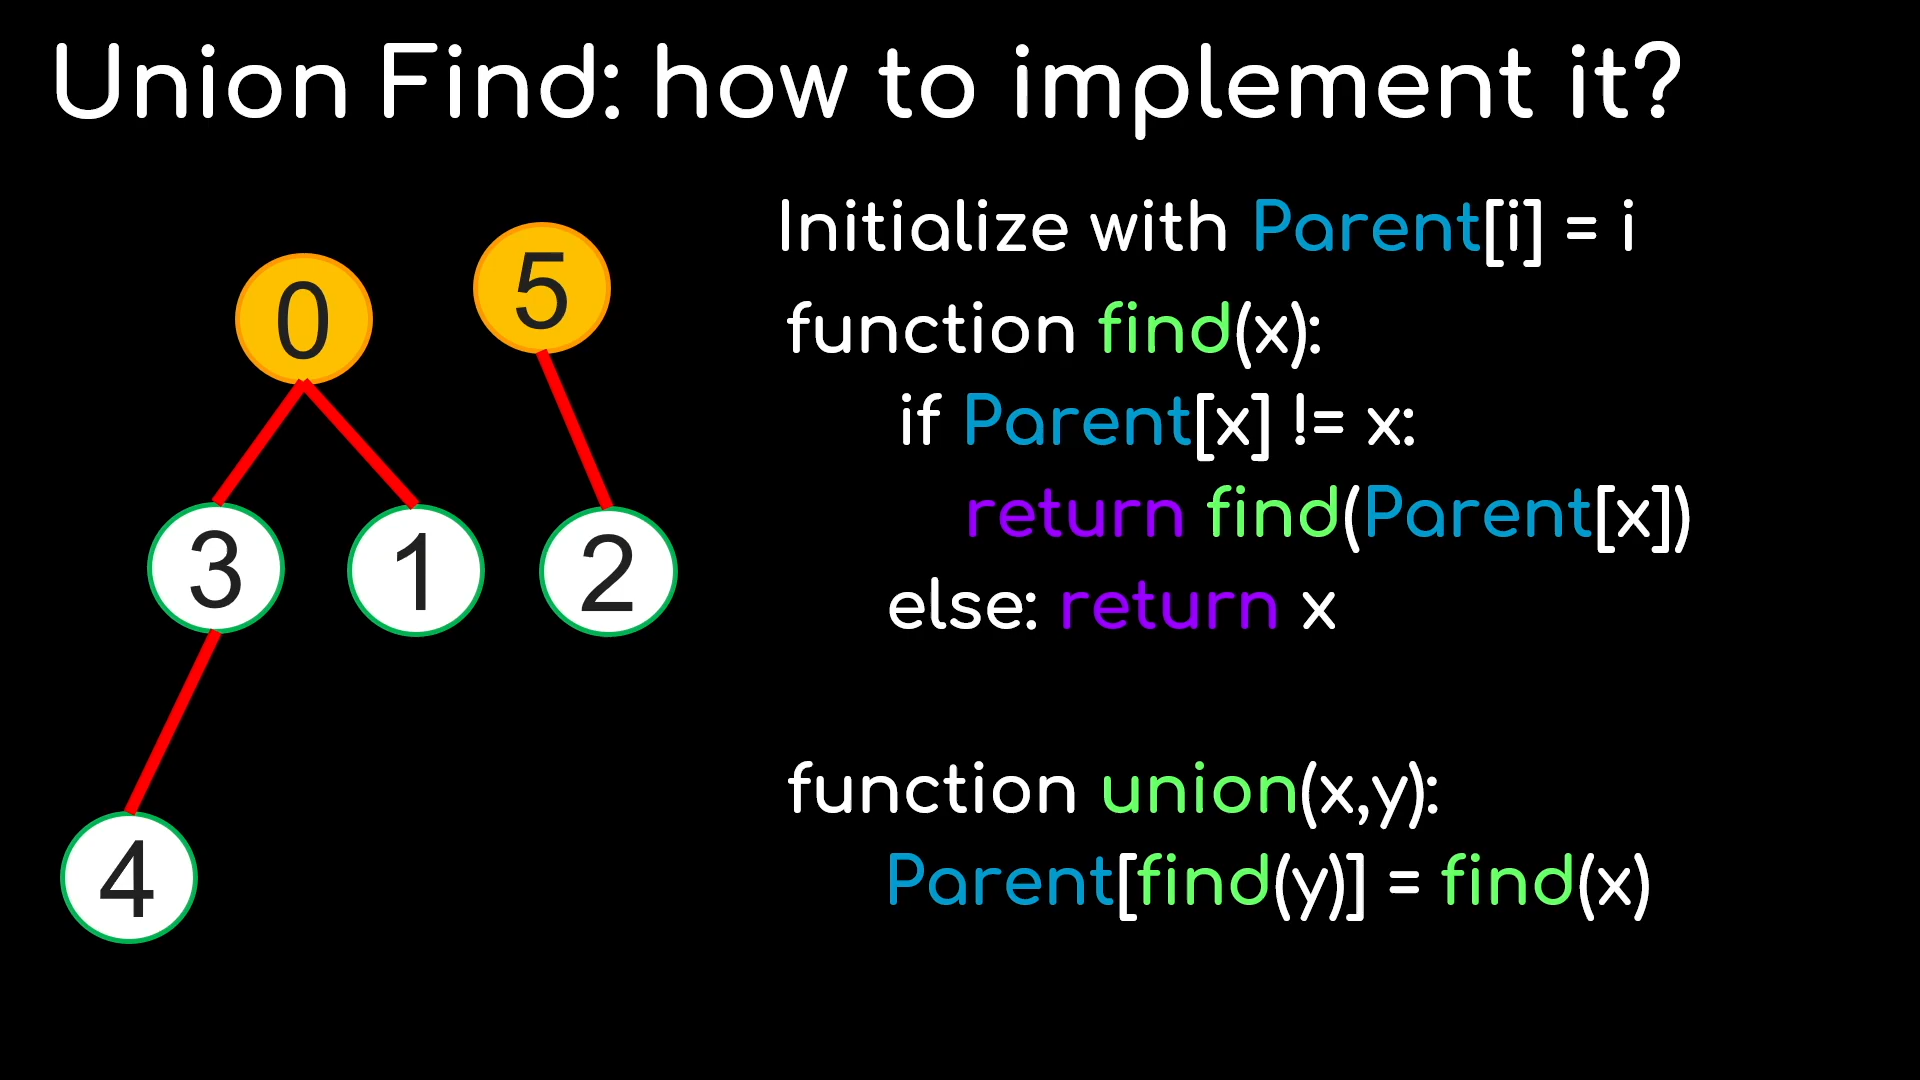 Union Find: how to implement it?
0
5
3
1
2
4
Initialize with Parent[i] = i
function find(x):
if Parent[x] != x:
return find(Parent[x])
else: return x
function union(x,y):
Parent[find(y)] = find(x)